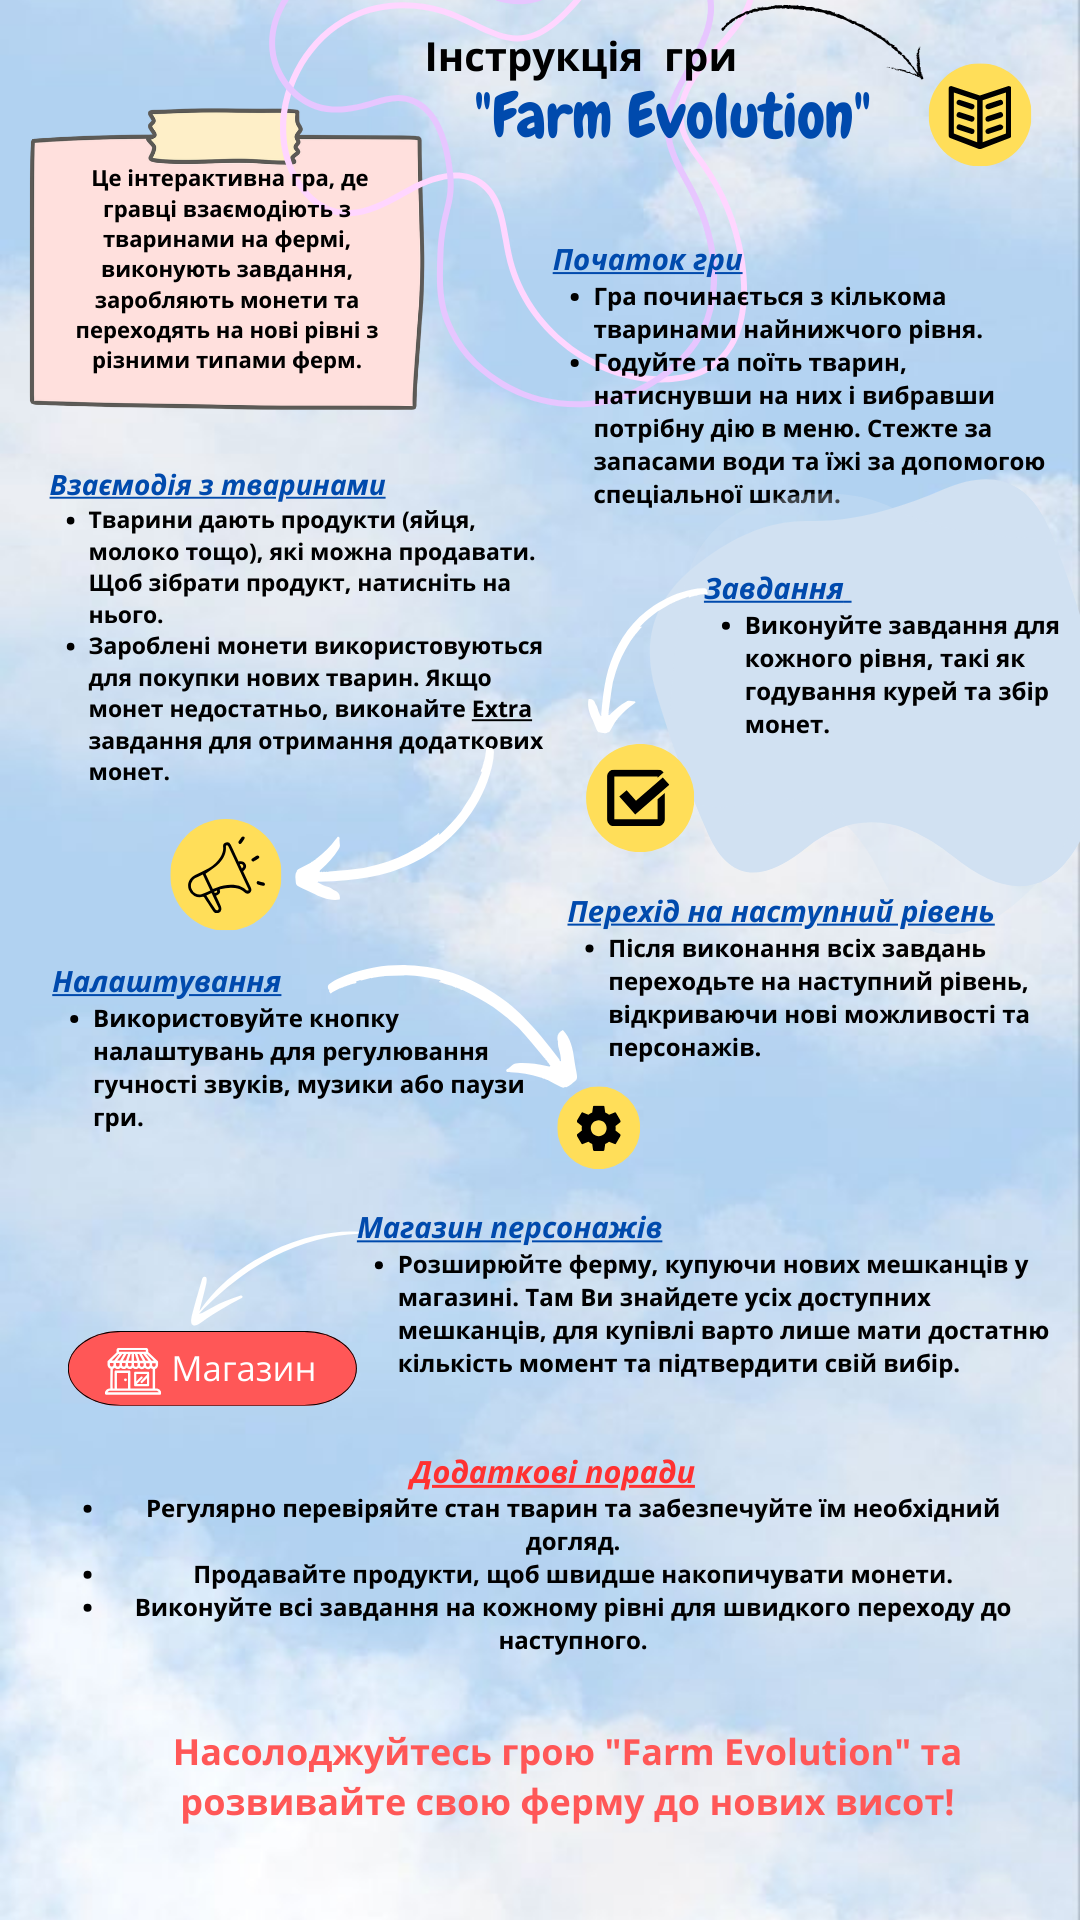 Інструкція гри
"Farm Evolution"
Це інтерактивна гра, де
гравці взаємодіють з
тваринами на фермі,
виконують завдання,
заробляють монети та
переходять на нові рівні з
різними типами ферм.
Початок гри
• Гра починається з кількома
тваринами найнижчого рівня.
• Годуйте та поїть тварин,
натиснувши на них і вибравши
потрібну дію в меню. Стежте за
запасами води та їжі за допомогою
спеціальної шкали.
Взаємодія з тваринами
• Тварини дають продукти (яйця,
молоко тощо), які можна продавати.
Щоб зібрати продукт, натисніть на
нього.
• Зароблені монети використовуються
для покупки нових тварин. Якщо
монет недостатньо, виконайте Extra
завдання для отримання додаткових
монет.
Завдання
• Виконуйте завдання для
кожного рівня, такі як
годування курей та збір
монет.
Перехід на наступний рівень
• Після виконання всіх завдань
переходьте на наступний рівень,
відкриваючи нові можливості та
персонажів.
Налаштування
• Використовуйте кнопку
налаштувань для регулювання
гучності звуків, музики або паузи
гри.
Магазин персонажів
• Розширюйте ферму, купуючи нових мешканців у
магазині. Там Ви знайдете усіх доступних
мешканців, для купівлі варто лише мати достатню
кількість момент та підтвердити свій вибір.
Магазин
Додаткові поради
• Регулярно перевіряйте стан тварин та забезпечуйте їм необхідний
догляд.
• Продавайте продукти, щоб швидше накопичувати монети.
• Виконуйте всі завдання на кожному рівні для швидкого переходу до
наступного.
Насолоджуйтесь грою "Farm Evolution" та
розвивайте свою ферму до нових висот!